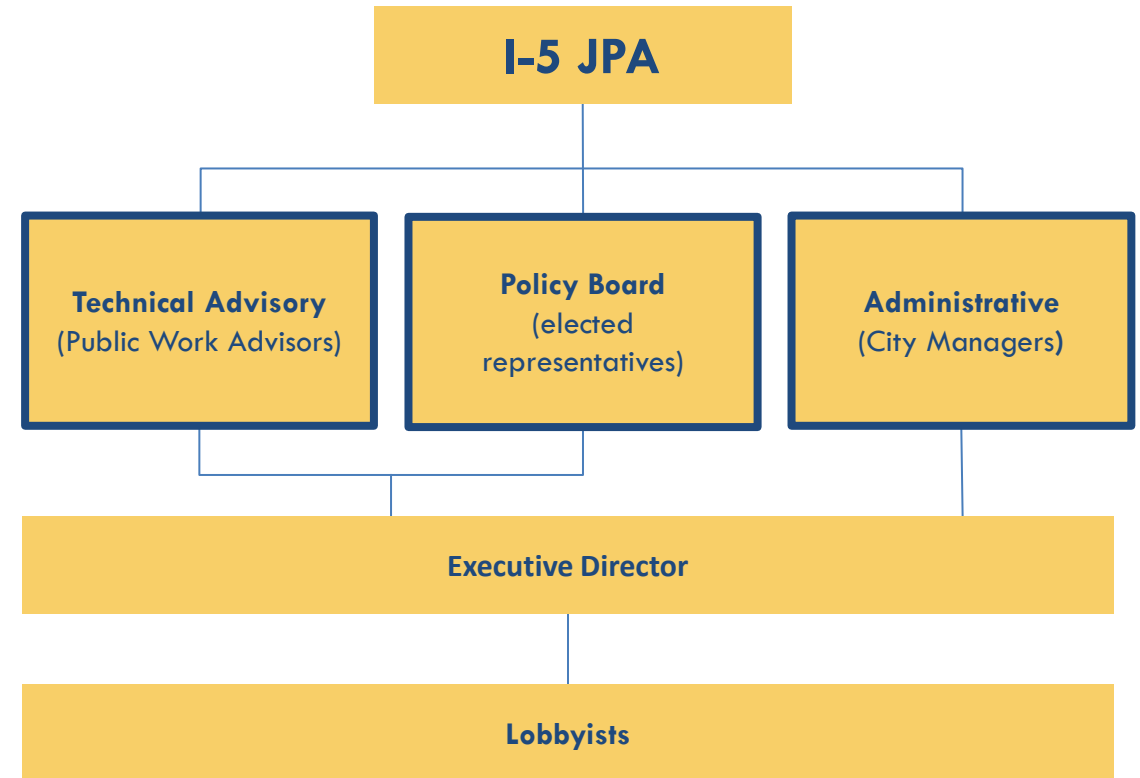 I-5 JPA
Technical Advisory
(Public Work Advisors)
Policy Board
(elected
representatives)
Administrative
(City Managers)
Executive Director
Lobbyists